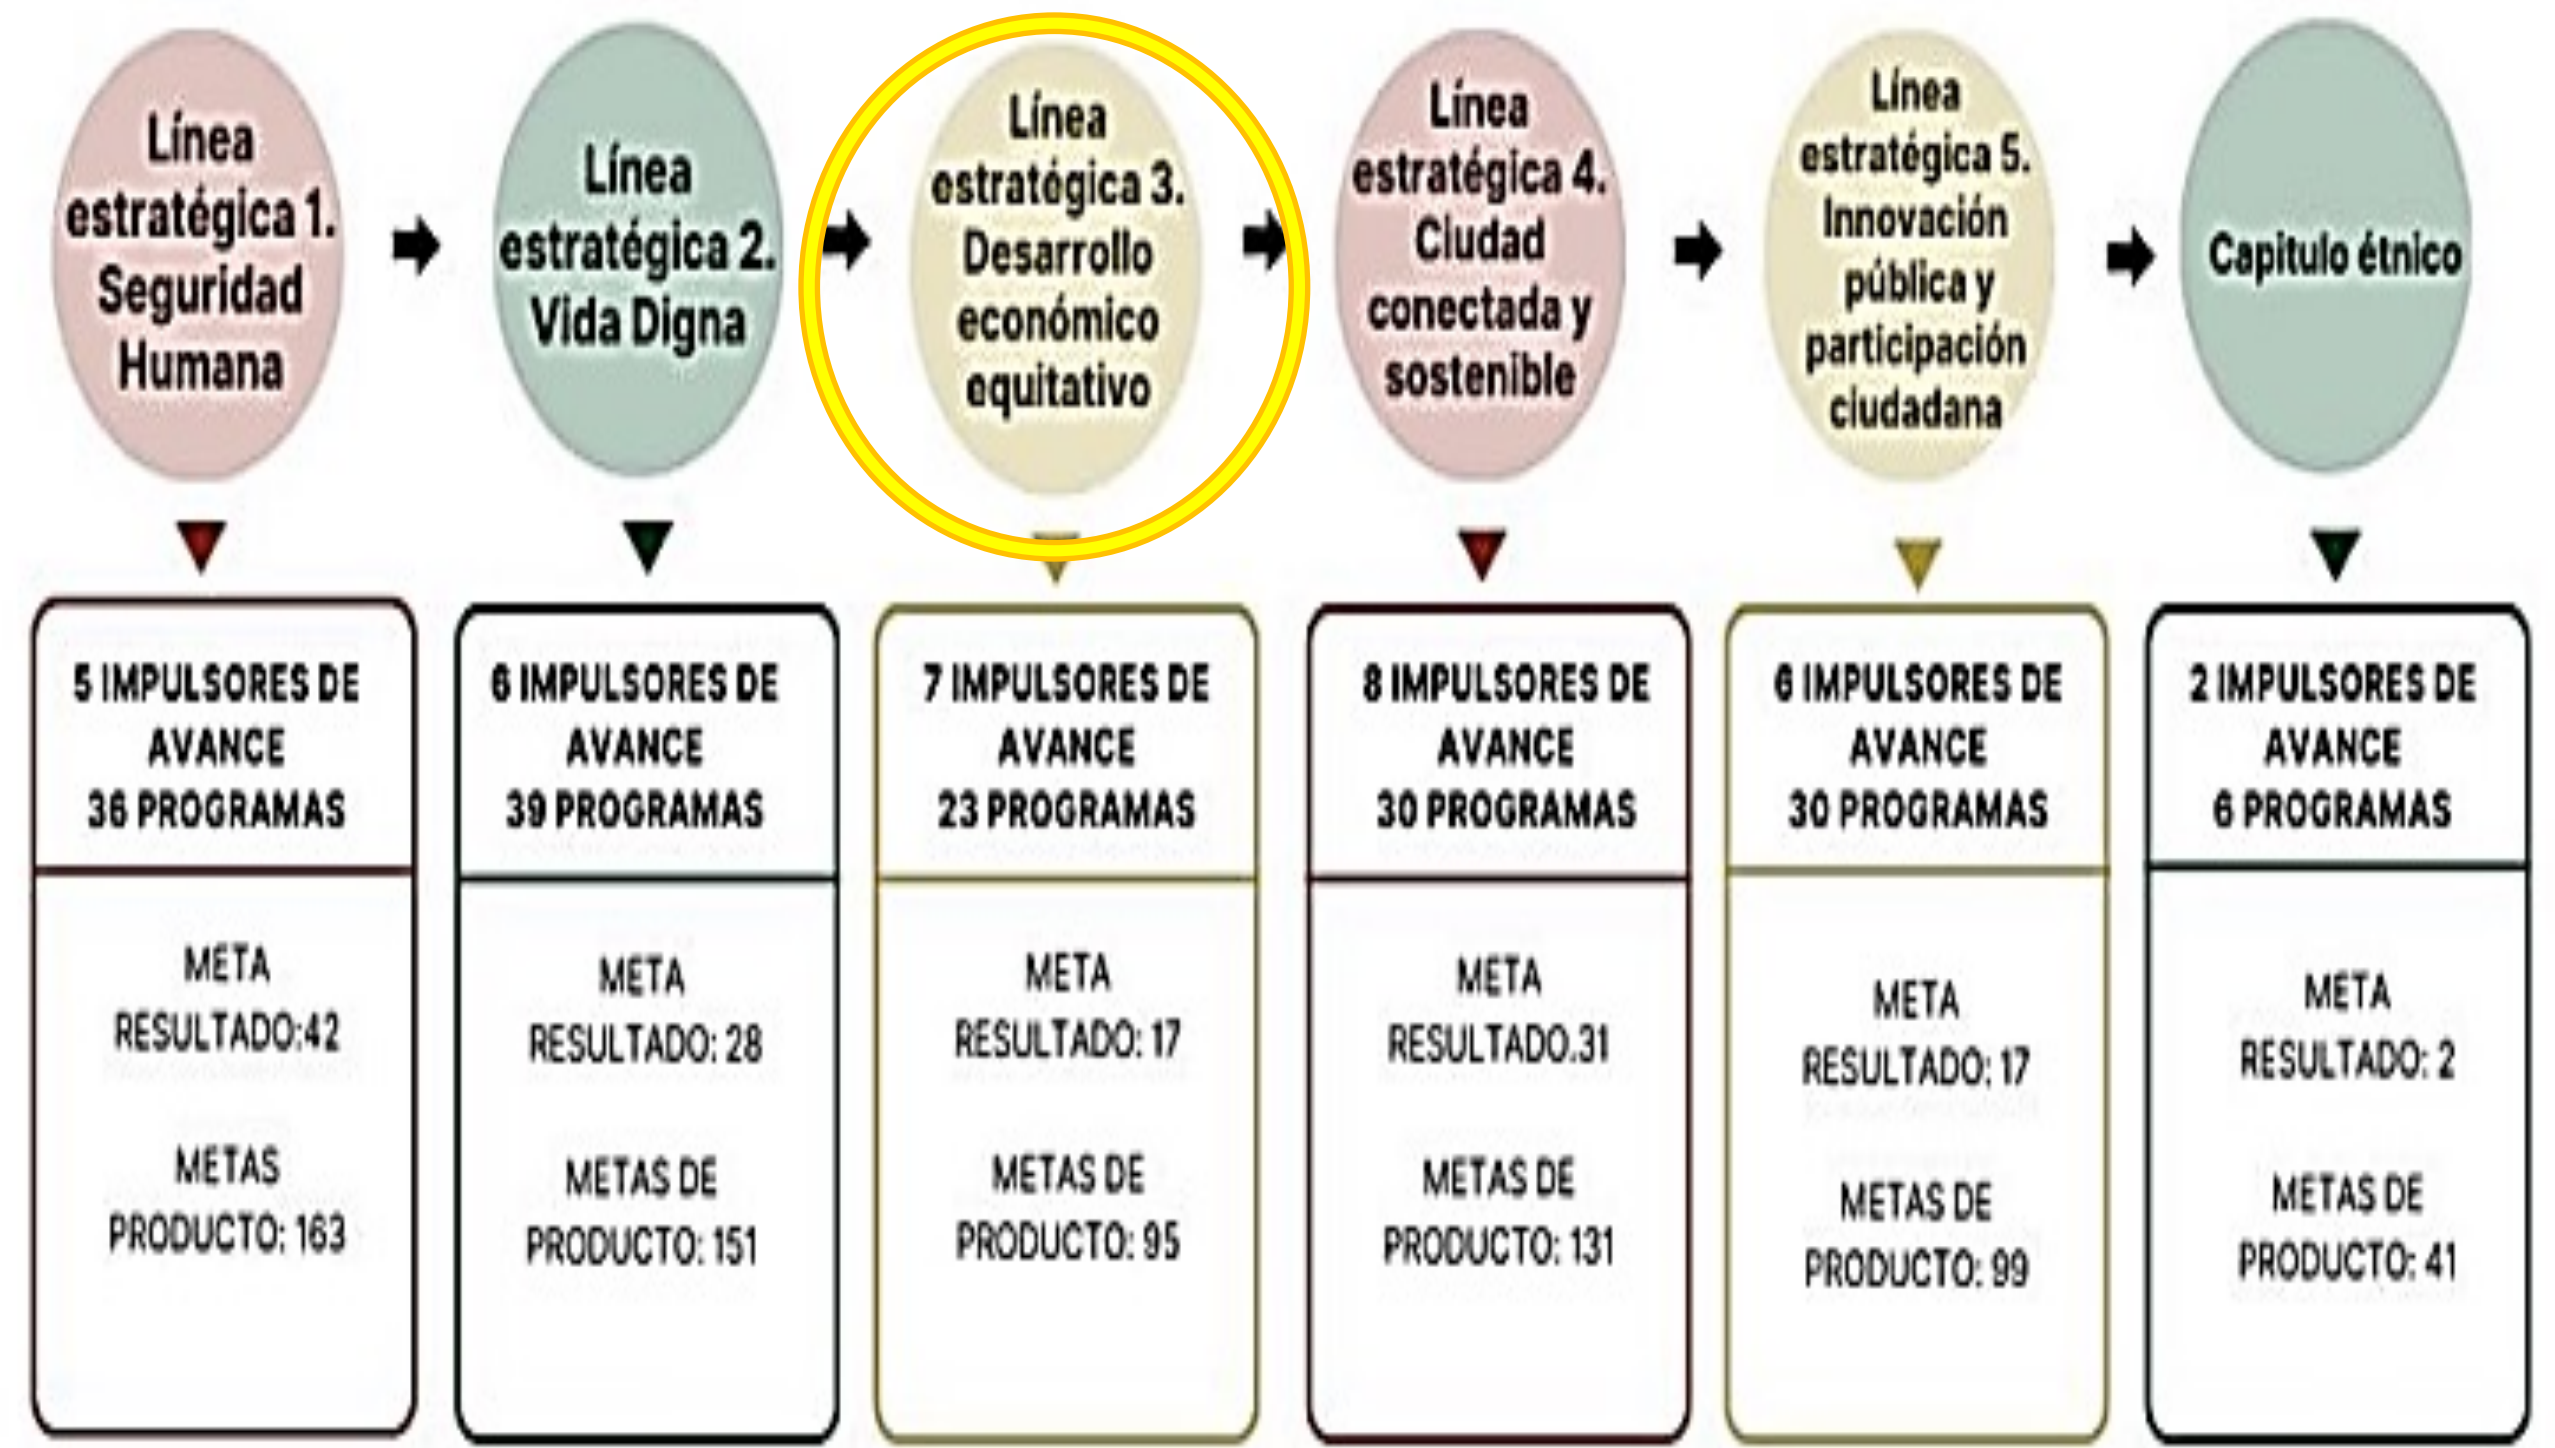 Línea
estratégica 1.
Seguridad
Humana
Línea
estratégica 2.
Vida Digna
Línea
estratégica 3.
Desarrollo
económico
equitativo
Línea
estratégica 4.
Ciudad
conectada y
sostenible
Línea
estratégica 5.
Innovación
pública y
participación
ciudadana
Capitulo étnico
5 IMPULSORES DE
AVANCE
36 PROGRAMAS
META
RESULTADO:42
METAS
PRODUCTO: 163
6 IMPULSORES DE
AVANCE
39 PROGRAMAS
META
RESULTADO: 28
METAS DE
PRODUCTO: 151
7 IMPULSORES DE
AVANCE
23 PROGRAMAS
META
RESULTADO: 17
METAS DE
PRODUCTO: 95
8 IMPULSORES DE
AVANCE
30 PROGRAMAS
META
RESULTADO.31
METAS DE
PRODUCTO: 131
6 IMPULSORES DE
AVANCE
30 PROGRAMAS
META
RESULTADO: 17
METAS DE
PRODUCTO: 99
2 IMPULSORES DE
AVANCE
6 PROGRAMAS
META
RESULTADO: 2
METAS DE
PRODUCTO: 41